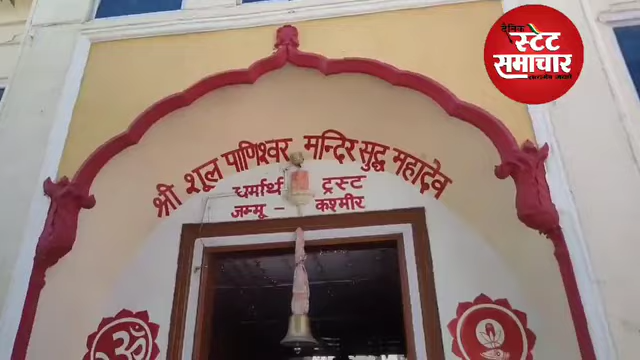 दैनिक
स्टेट
समाचार
श्री शूल पाणीश्वर मन्दिर सुद्ध महादेव
धर्मार्थ ट्रस्ट
जम्मू - कश्मीर
ॐ